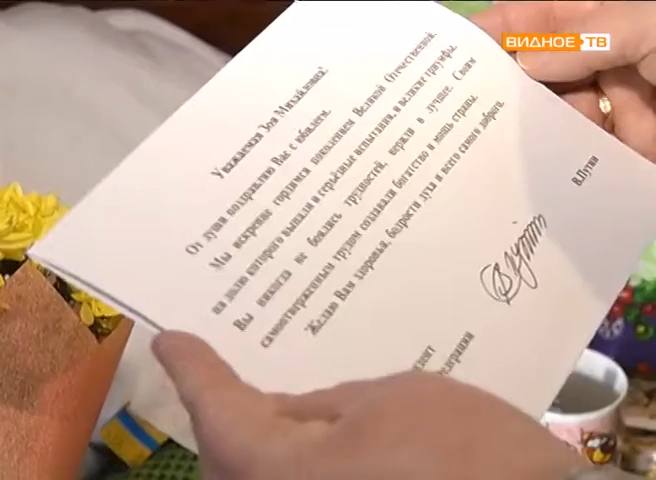 ВИДНОЕ ТВ
Уважаемая Зоя Михайловна!
От души поздравляю Вас с юбилеем.
Мы искренне гордимся поколением Великой Отечественной,
на долю которого выпали и серьёзные испытания, и великие триумфы.
Вы никогда не боялись трудностей, верили в лучшее. Своим
самоотверженным трудом создавали богатство и мощь страны.
Желаю Вам здоровья, бодрости духа и всего самого доброго.
В.Путин